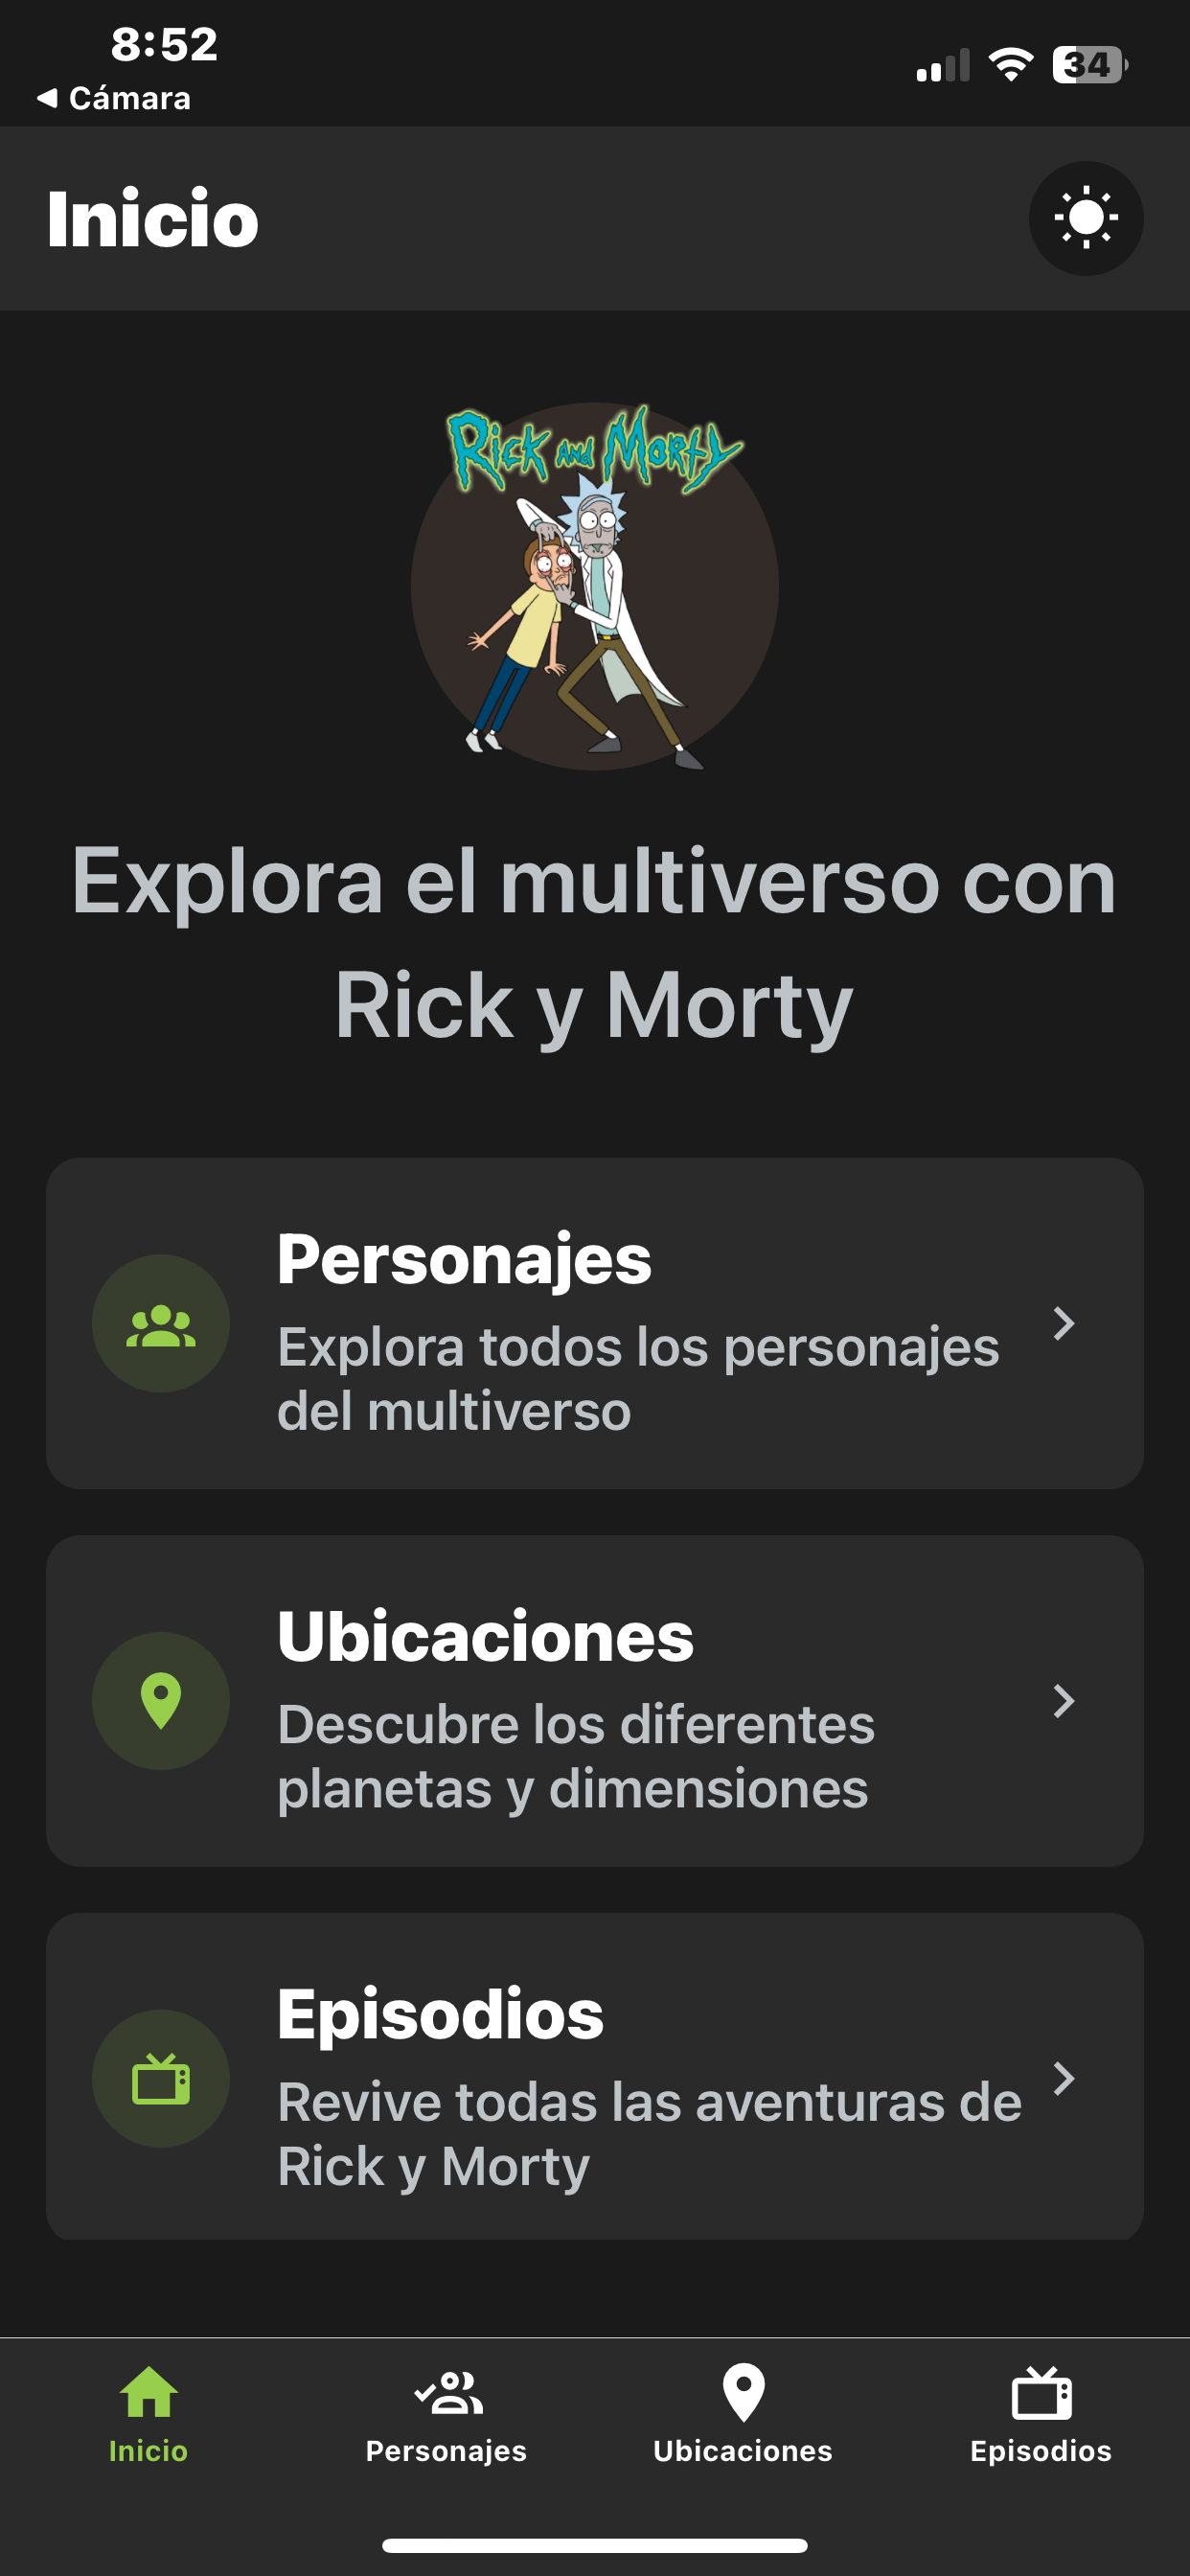 8:52
Cámara
34
Inicio
Rick and Morty
Explora el multiverso con
Rick y Morty
Personajes
Explora todos los personajes
del multiverso
Ubicaciones
Descubre los diferentes
planetas y dimensiones
Episodios
Revive todas las aventuras de
Rick y Morty
Inicio
Personajes
Ubicaciones
Episodios